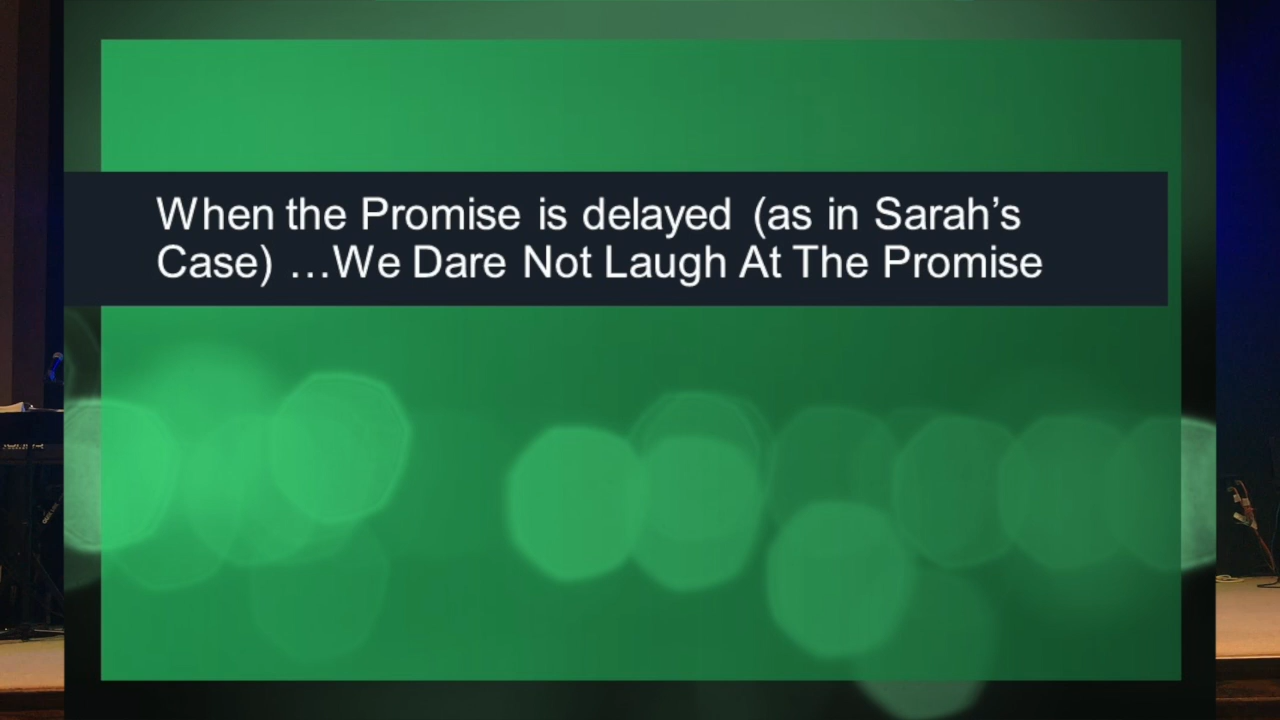 When the Promise is delayed (as in Sarah’s
Case) …We Dare Not Laugh At The Promise